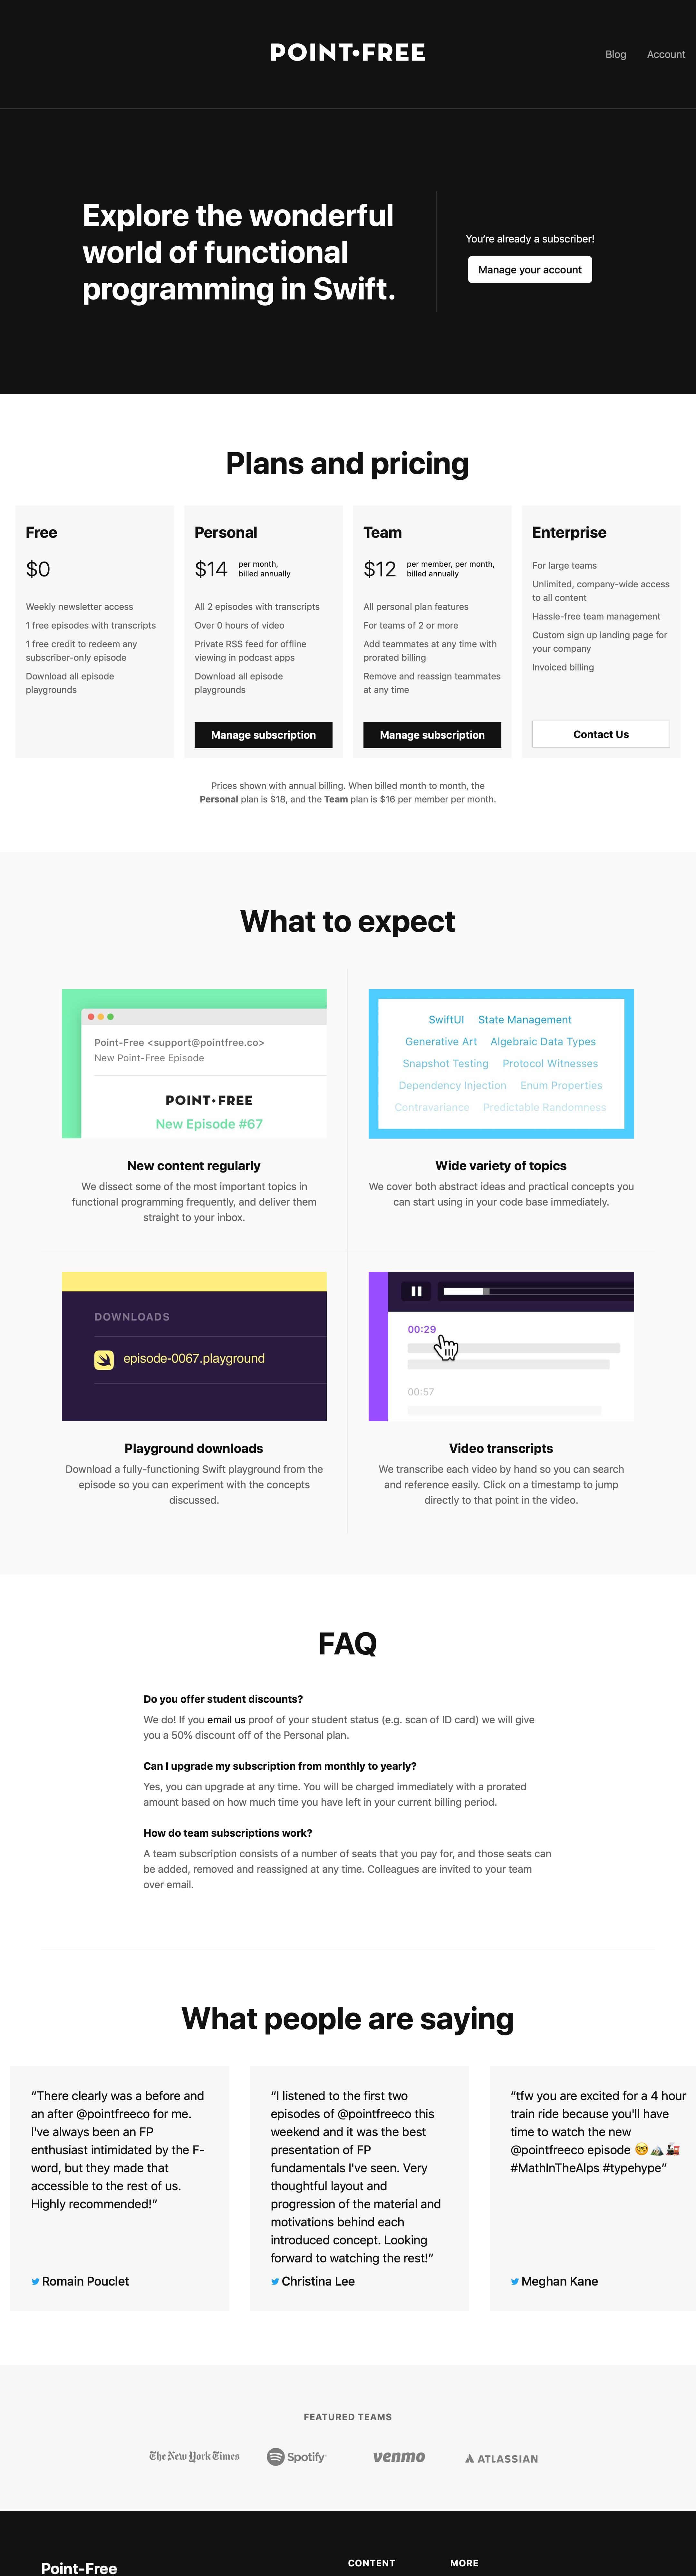 POINT•FREE
Blog Account
Explore the wonderful
world of functional
programming in Swift.
You're already a subscriber!
Manage your account
Plans and pricing
Free
$0
Weekly newsletter access
1 free episodes with transcripts
1 free credit to redeem any
subscriber-only episode
Download all episode
playgrounds
Personal
$14 per month,
billed annually
All 2 episodes with transcripts
Over 0 hours of video
Private RSS feed for offline
viewing in podcast apps
Download all episode
playgrounds
Manage subscription
Team
$12 per member, per month,
billed annually
All personal plan features
For teams of 2 or more
Add teammates at any time with
prorated billing
Remove and reassign teammates
at any time
Manage subscription
Enterprise
For large teams
Unlimited, company-wide access
to all content
Hassle-free team management
Custom sign up landing page for
your company
Invoiced billing
Contact Us
Prices shown with annual billing. When billed month to month, the
Personal plan is $18, and the Team plan is $16 per member per month.
What to expect
Point-Free <support@pointfree.co>
New Point-Free Episode
POINT•FREE
New Episode #67
New content regularly
We dissect some of the most important topics in
functional programming frequently, and deliver them
straight to your inbox.
SwiftUI State Management
Generative Art Algebraic Data Types
Snapshot Testing Protocol Witnesses
Dependency Injection Enum Properties
Contravariance Predictable Randomness
Wide variety of topics
We cover both abstract ideas and practical concepts you
can start using in your code base immediately.
DOWNLOADS
episode-0067.playground
Playground downloads
Download a fully-functioning Swift playground from the
episode so you can experiment with the concepts
discussed.
00:29
00:57
Video transcripts
We transcribe each video by hand so you can search
and reference easily. Click on a timestamp to jump
directly to that point in the video.
FAQ
Do you offer student discounts?
We do! If you email us proof of your student status (e.g. scan of ID card) we will give
you a 50% discount off of the Personal plan.
Can I upgrade my subscription from monthly to yearly?
Yes, you can upgrade at any time. You will be charged immediately with a prorated
amount based on how much time you have left in your current billing period.
How do team subscriptions work?
A team subscription consists of a number of seats that you pay for, and those seats can
be added, removed and reassigned at any time. Colleagues are invited to your team
over email.
What people are saying
“There clearly was a before and
an after @pointfreeco for me.
I've always been an FP
enthusiast intimidated by the F-
word, but they made that
accessible to the rest of us.
Highly recommended!”
Romain Pouclet
“I listened to the first two
episodes of @pointfreeco this
weekend and it was the best
presentation of FP
fundamentals I've seen. Very
thoughtful layout and
progression of the material and
motivations behind each
introduced concept. Looking
forward to watching the rest!”
Christina Lee
“tfw you are excited for a 4 hour
train ride because you'll have
time to watch the new
@pointfreeco episode 🤓🏔🚂
#MathInTheAlps #typehype”
Meghan Kane
FEATURED TEAMS
The New York Times Spotify venmo ATLASSIAN
Point-Free
CONTENT MORE